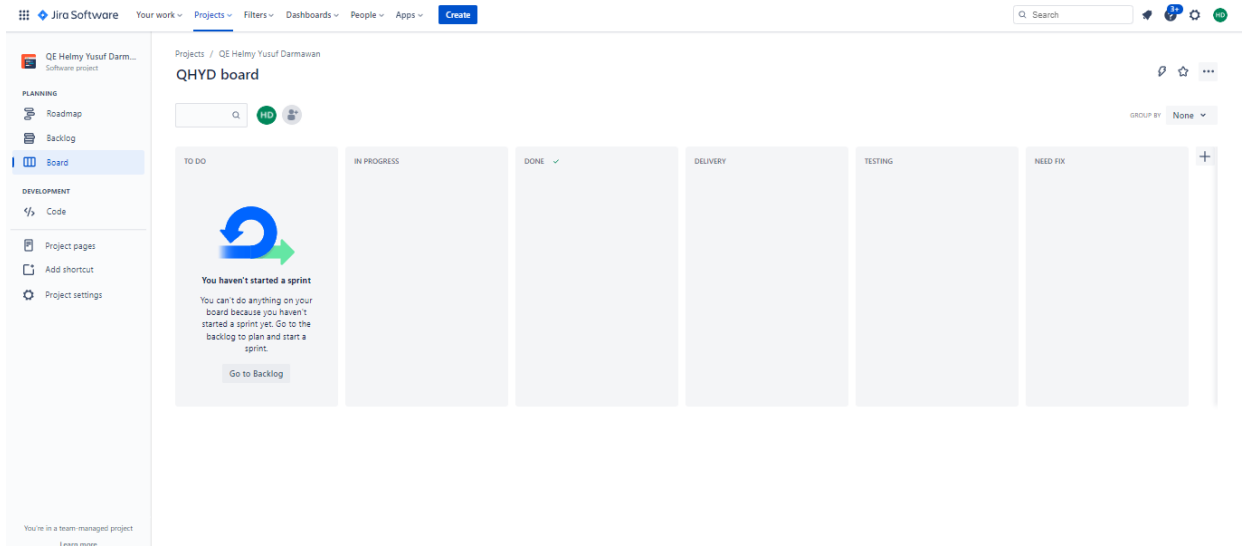 Jira Software
Your work
Projects
Filters
Dashboards
People
Apps
Create
Search
3+
HD
QE Helmy Yusuf Darm...
Software project
PLANNING
Roadmap
Backlog
Board
DEVELOPMENT
Code
Project pages
Add shortcut
Project settings
You're in a team-managed project
Learn more
Projects / QE Helmy Yusuf Darmawan
QHYD board
HD
GROUP BY None
TO DO
IN PROGRESS
DONE
DELIVERY
TESTING
NEED FIX
You haven't started a sprint
You can't do anything on your
board because you haven't
started a sprint yet. Go to the
backlog to plan and start a
sprint.
Go to Backlog